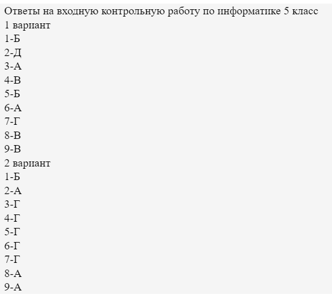 Ответы на входную контрольную работу по информатике 5 класс
1 вариант
1-Б
2-Д
3-А
4-В
5-Б
6-А
7-Г
8-В
9-В
2 вариант
1-Б
2-А
3-Г
4-Г
5-Г
6-Г
7-Г
8-А
9-А